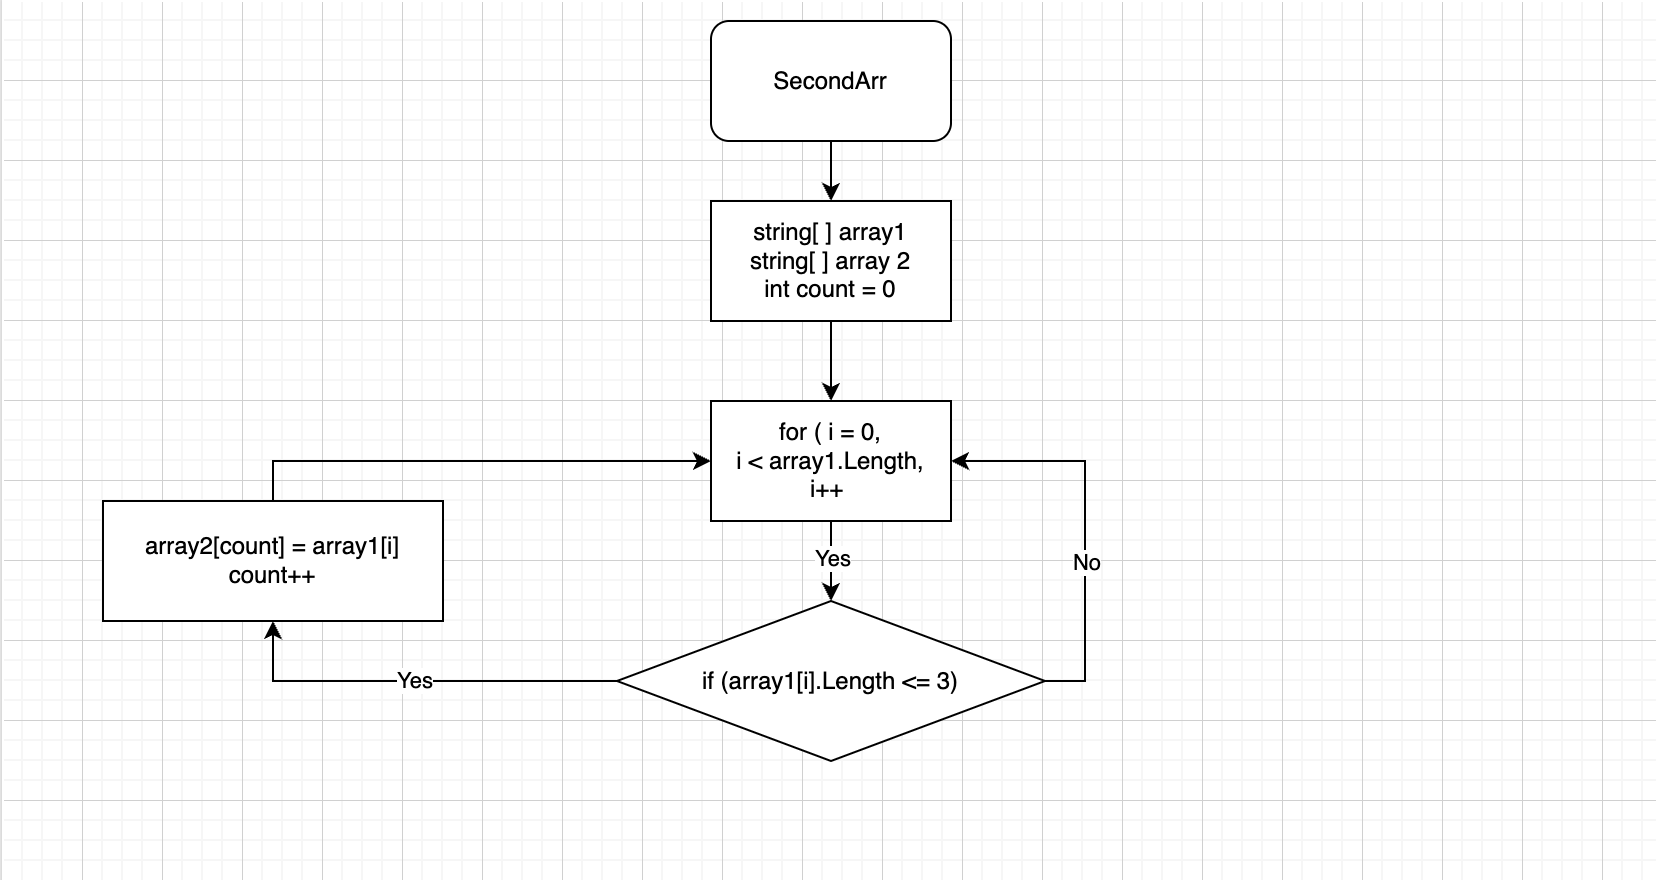 SecondArr
string[ ] array1
string[ ] array 2
int count = 0
for ( i = 0,
i < array1.Length,
i++
Yes
No
array2[count] = array1[i]
count++
Yes
if (array1[i].Length <= 3)